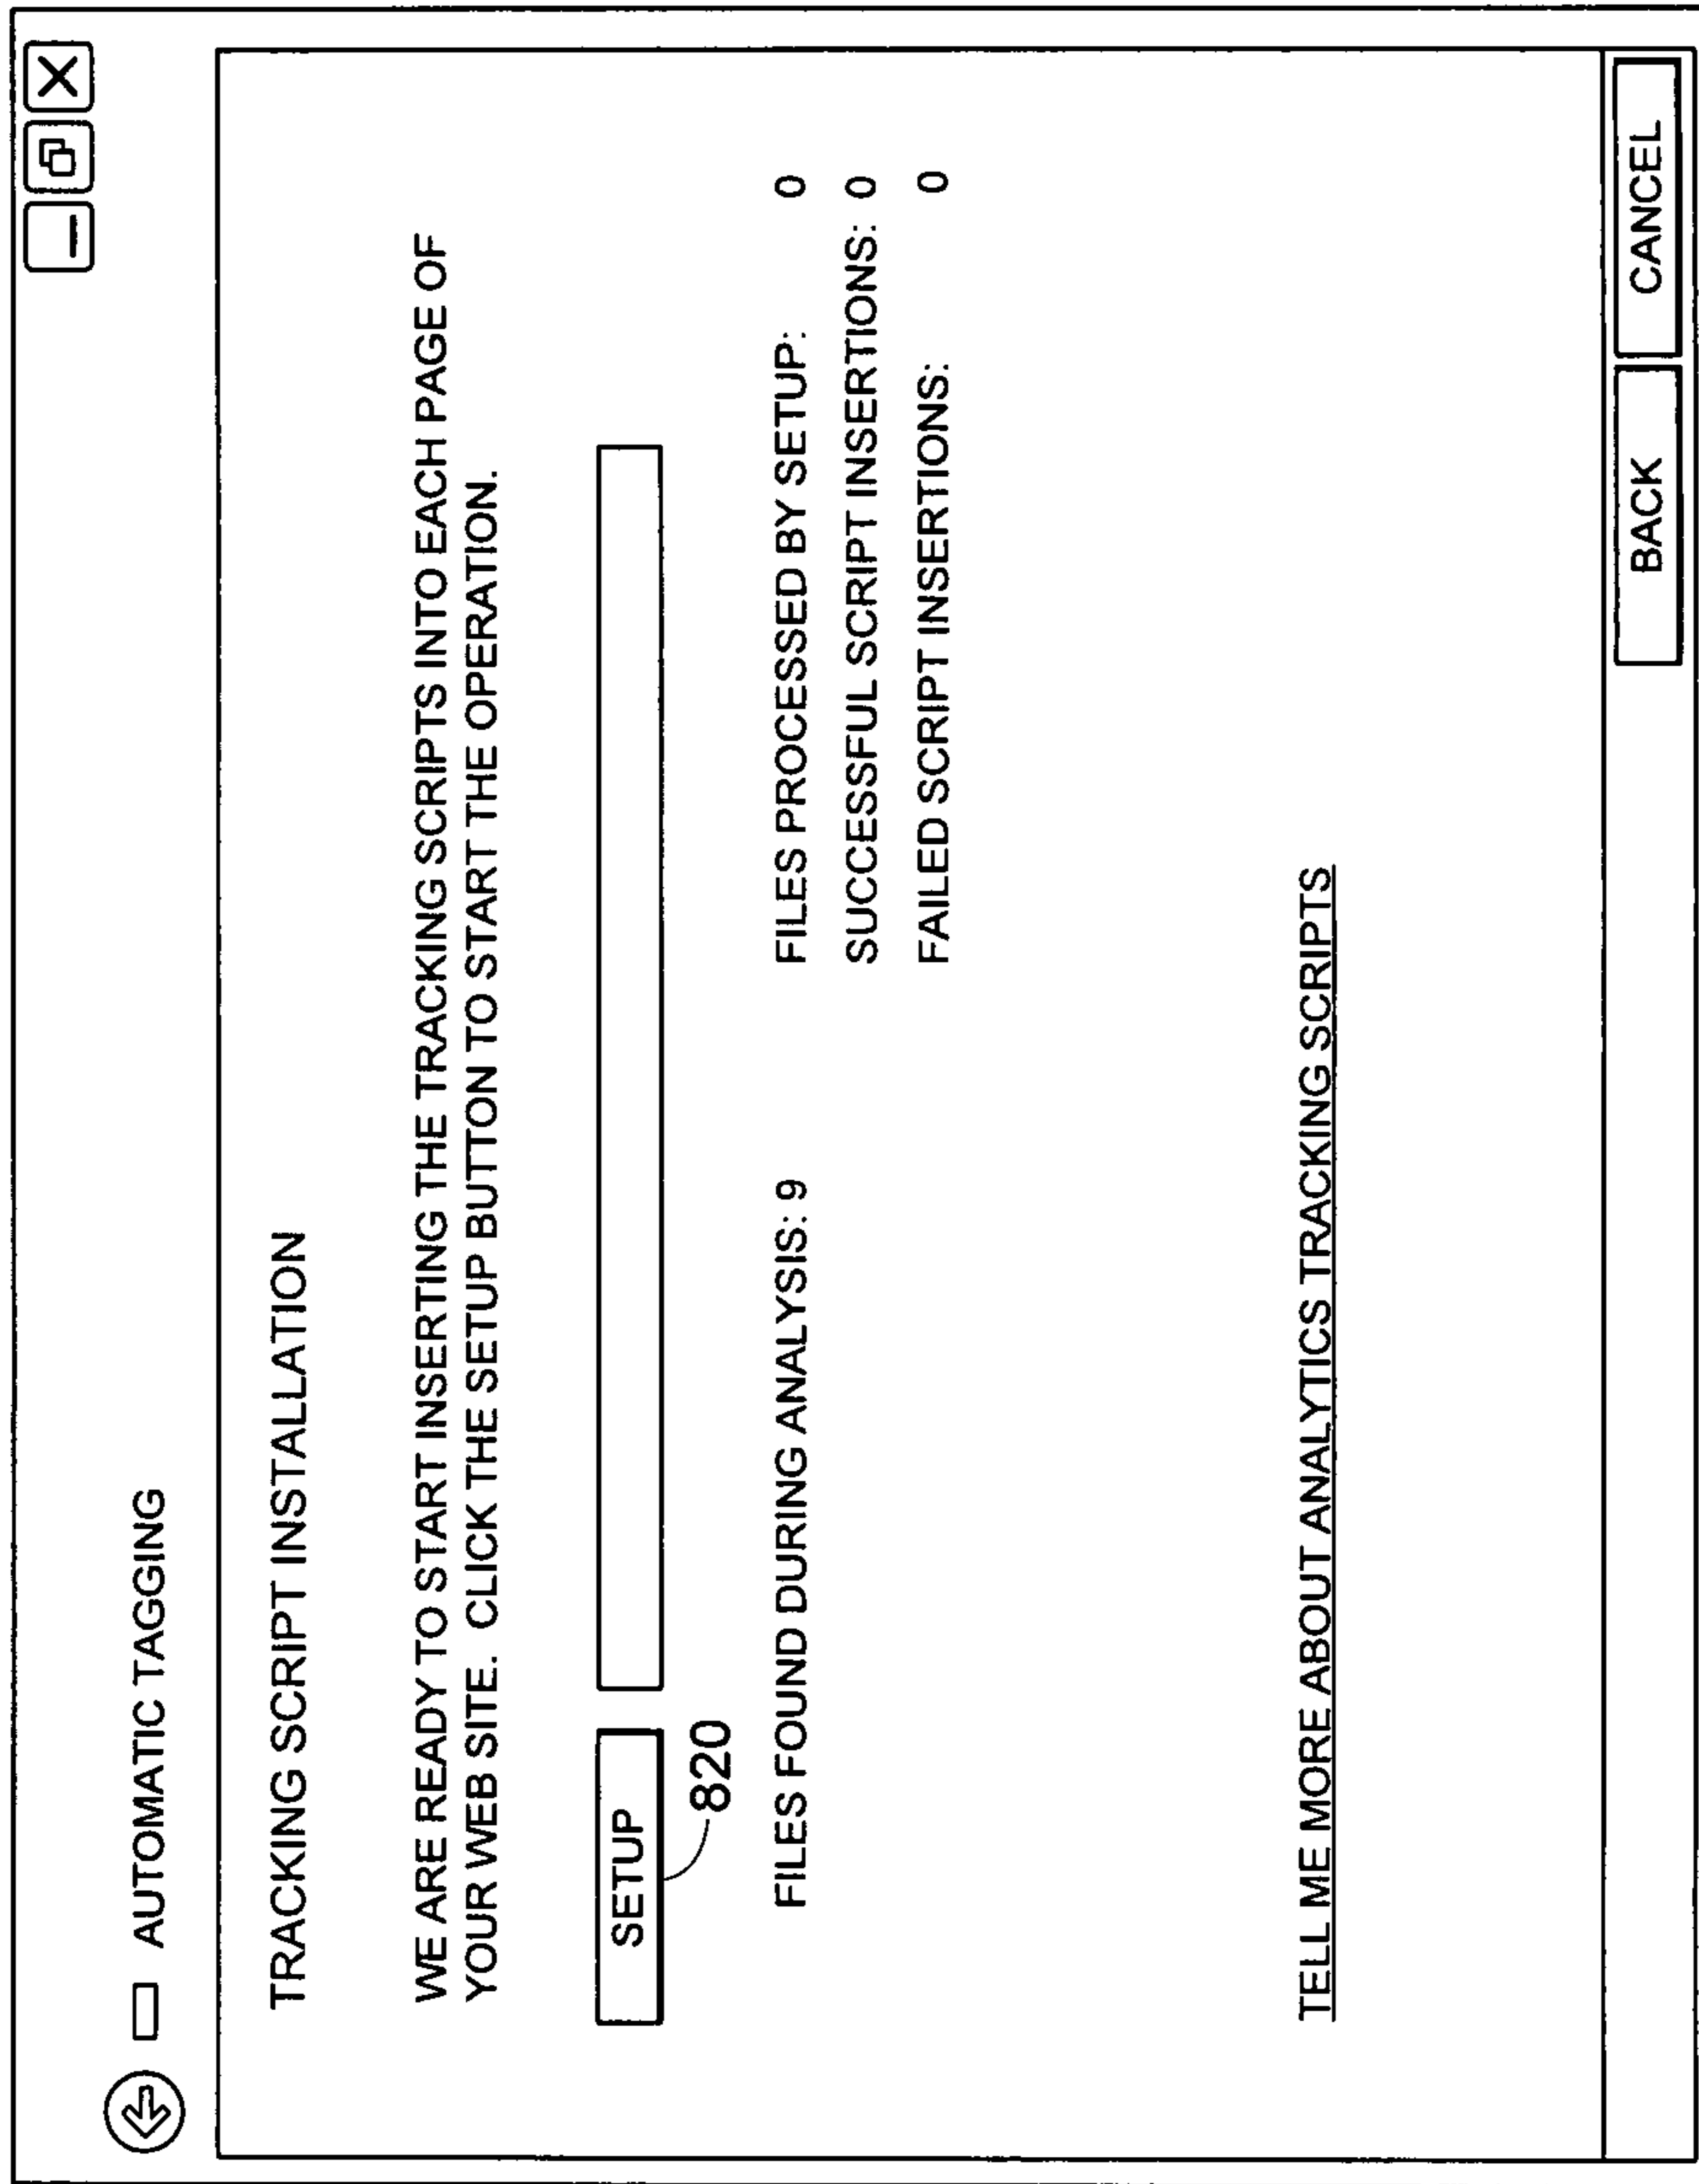 AUTOMATIC TAGGING
TRACKING SCRIPT INSTALLATION
WE ARE READY TO START INSERTING THE TRACKING SCRIPTS INTO EACH PAGE OF
YOUR WEB SITE. CLICK THE SETUP BUTTON TO START THE OPERATION.
SETUP
820
FILES FOUND DURING ANALYSIS: 9
FILES PROCESSED BY SETUP: 0
SUCCESSFUL SCRIPT INSERTIONS: 0
FAILED SCRIPT INSERTIONS: 0
TELL ME MORE ABOUT ANALYTICS TRACKING SCRIPTS
BACK
CANCEL